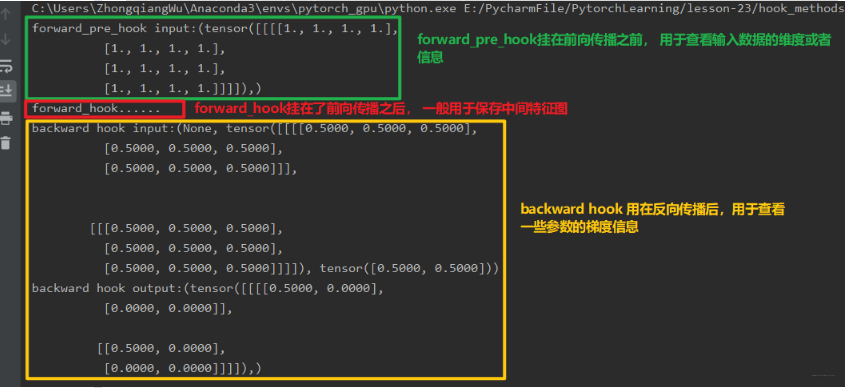 C:\Users\ZhongqiangWu\Anaconda3\envs\pytorch_gpu\python.exe E:/PycharmFile/PytorchLearning/lesson-23/hook_methods
forward_pre_hook input:(tensor([[[[1., 1., 1., 1.],
[1., 1., 1., 1.],
[1., 1., 1., 1.],
[1., 1., 1., 1.]]]]),)
forward_pre_hook挂在前向传播之前， 用于查看输入数据的维度或者
信息
forward_hook......
forward_hook挂在了前向传播之后， 一般用于保存中间特征图
backward hook input:(None, tensor([[[[0.5000, 0.5000, 0.5000],
[0.5000, 0.5000, 0.5000],
[0.5000, 0.5000, 0.5000]]],
[[[0.5000, 0.5000, 0.5000],
[0.5000, 0.5000, 0.5000],
[0.5000, 0.5000, 0.5000]]]]), tensor([0.5000, 0.5000]))
backward hook output:(tensor([[[[0.5000, 0.0000],
[0.0000, 0.0000]],
[[0.5000, 0.0000],
[0.0000, 0.0000]]]]),)
backward hook 用在反向传播后，用于查看
一些参数的梯度信息